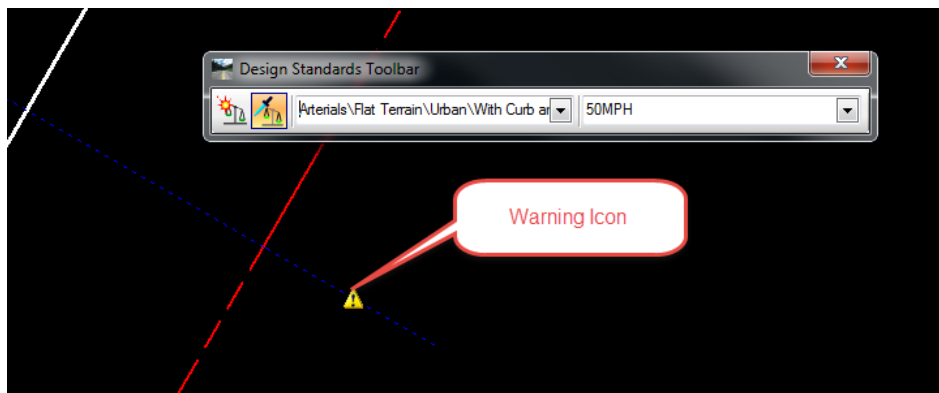 Design Standards Toolbar
Arterials\Flat Terrain\Urban\With Curb ar
50MPH
Warning Icon